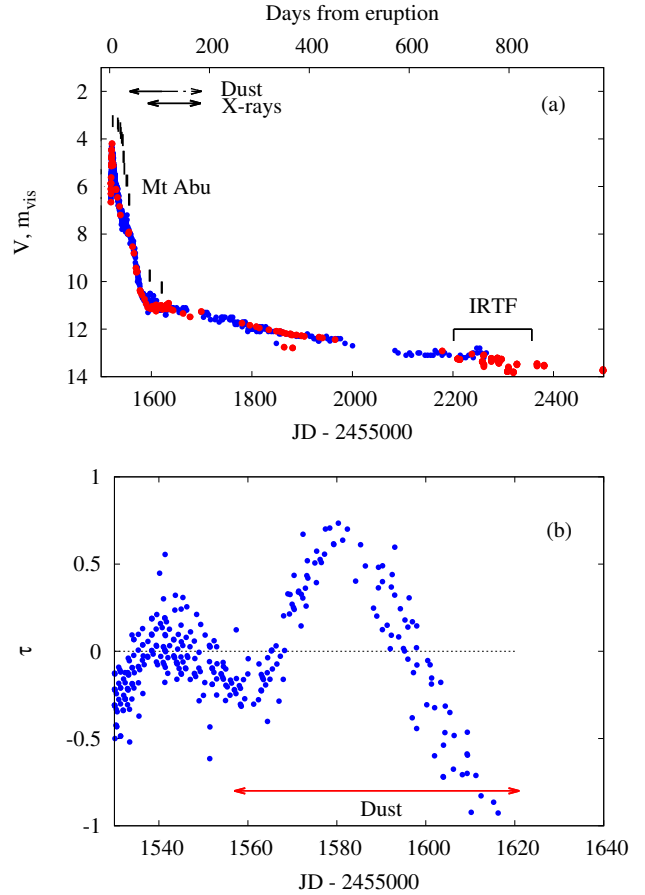 Days from eruption
0 200 400 600 800
1
2
4
6
8
10
12
14
V, m_vis
Dust
X-rays
(a)
Mt Abu
IRTF
1600 1800 2000 2200 2400
JD - 2455000
1
0.5
0
-0.5
-1
τ
(b)
Dust
1540 1560 1580 1600 1620 1640
JD - 2455000